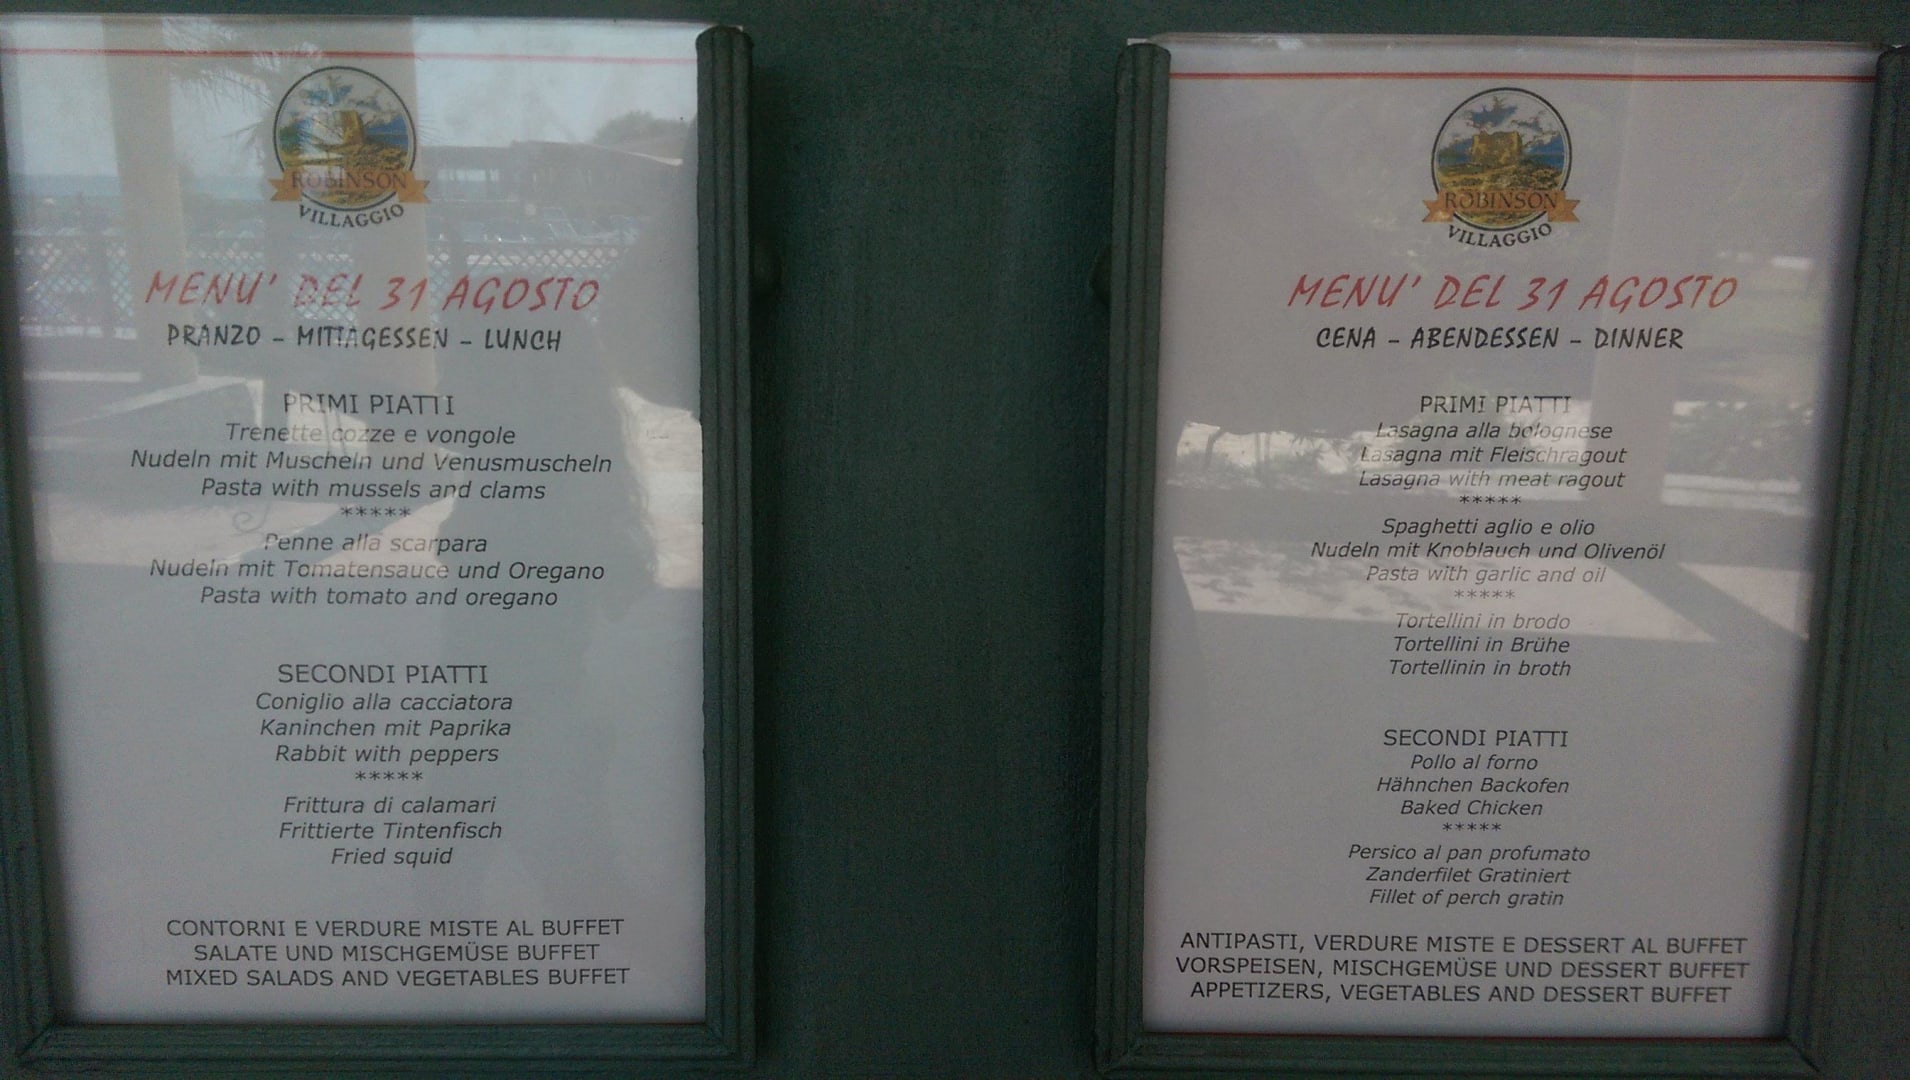 ROBINSON
VILLAGGIO
MENU' DEL 31 AGOSTO
PRANZO - MITTAGESSEN - LUNCH
PRIMI PIATTI
Trenette cozze e vongole
Nudeln mit Muscheln und Venusmuscheln
Pasta with mussels and clams
*****
Penne alla scarpara
Nudeln mit Tomatensauce und Oregano
Pasta with tomato and oregano
SECONDI PIATTI
Coniglio alla cacciatora
Kaninchen mit Paprika
Rabbit with peppers
*****
Frittura di calamari
Frittierte Tintenfisch
Fried squid
CONTORNI E VERDURE MISTE AL BUFFET
SALATE UND MISCHGEMÜSE BUFFET
MIXED SALADS AND VEGETABLES BUFFET
ROBINSON
VILLAGGIO
MENU' DEL 31 AGOSTO
CENA - ABENDESSEN - DINNER
PRIMI PIATTI
Lasagna alla bolognese
Lasagna mit Fleischragout
Lasagna with meat ragout
*****
Spaghetti aglio e olio
Nudeln mit Knoblauch und Olivenöl
Pasta with garlic and oil
*****
Tortellini in brodo
Tortellini in Brühe
Tortellinin in broth
SECONDI PIATTI
Pollo al forno
Hähnchen Backofen
Baked Chicken
*****
Persico al pan profumato
Zanderfilet Gratiniert
Fillet of perch gratin
ANTIPASTI, VERDURE MISTE E DESSERT AL BUFFET
VORSPEISEN, MISCHGEMÜSE UND DESSERT BUFFET
APPETIZERS, VEGETABLES AND DESSERT BUFFET